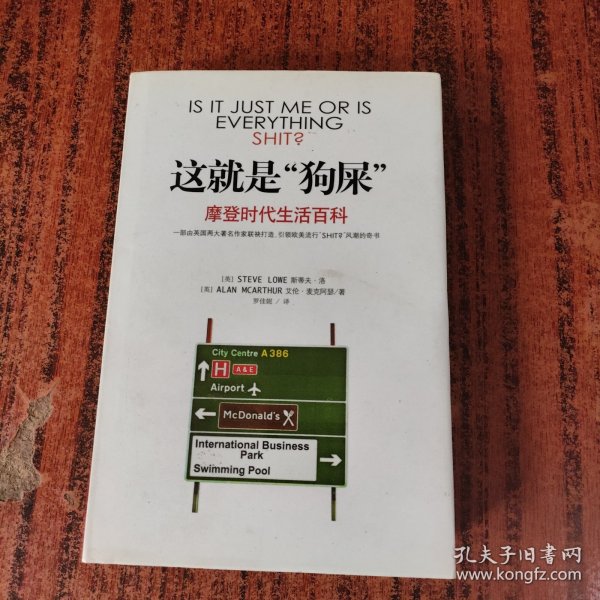 IS IT JUST ME OR IS
EVERYTHING
SHIT?
这就是“狗屎”
摩登时代生活百科
一部由英国两大著名作家联袂打造，引领欧美流行“SHIT?”风潮的奇书
[英] STEVE LOWE 斯蒂夫·洛
[英] ALAN MCARTHUR 艾伦·麦克阿瑟/著
罗佳妮 / 译
City Centre A386
H A&E
Airport
McDonald's
International Business
Park
Swimming Pool
孔夫子旧书网
www.kongfz.com